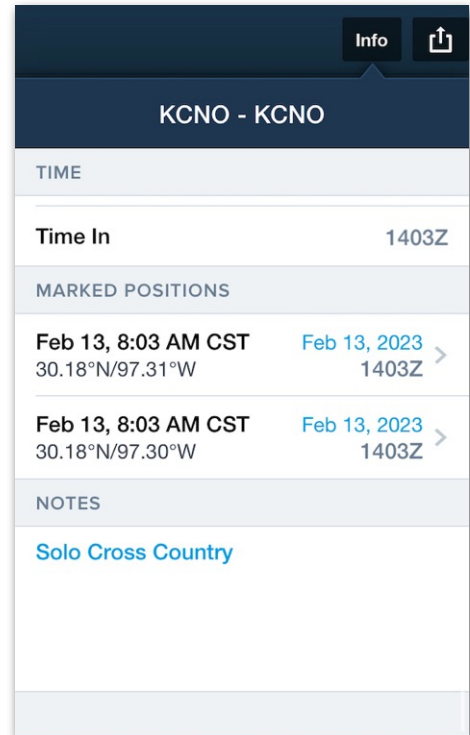 Info
KCNO - KCNO
TIME
Time In 1403Z
MARKED POSITIONS
Feb 13, 8:03 AM CST Feb 13, 2023
30.18°N/97.31°W 1403Z
Feb 13, 8:03 AM CST Feb 13, 2023
30.18°N/97.30°W 1403Z
NOTES
Solo Cross Country